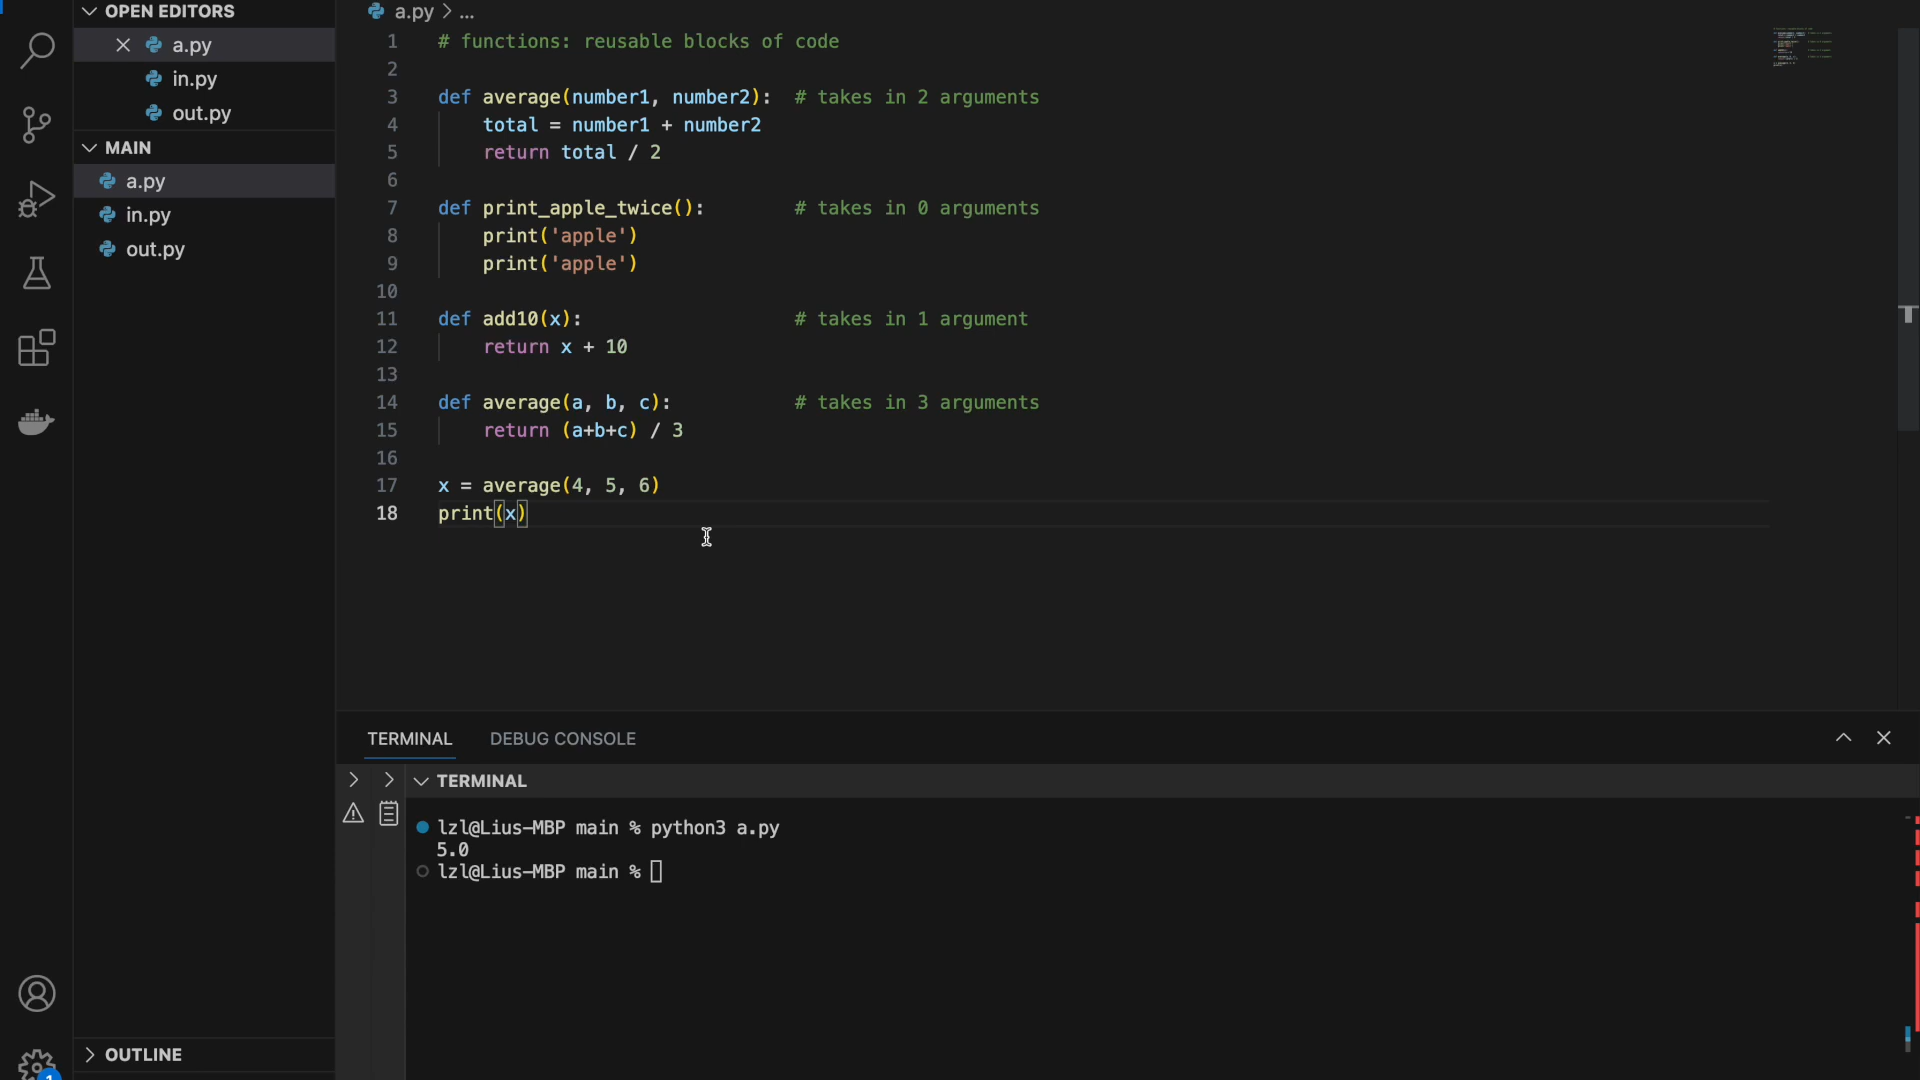 OPEN EDITORS
a.py
in.py
out.py
MAIN
a.py
in.py
out.py
OUTLINE
1
a.py > ...
1 # functions: reusable blocks of code
2
3 def average(number1, number2):  # takes in 2 arguments
4     total = number1 + number2
5     return total / 2
6
7 def print_apple_twice():        # takes in 0 arguments
8     print('apple')
9     print('apple')
10
11 def add10(x):                   # takes in 1 argument
12     return x + 10
13
14 def average(a, b, c):           # takes in 3 arguments
15     return (a+b+c) / 3
16
17 x = average(4, 5, 6)
18 print(x)
TERMINAL DEBUG CONSOLE
TERMINAL
lzl@Lius-MBP main % python3 a.py
5.0
lzl@Lius-MBP main %